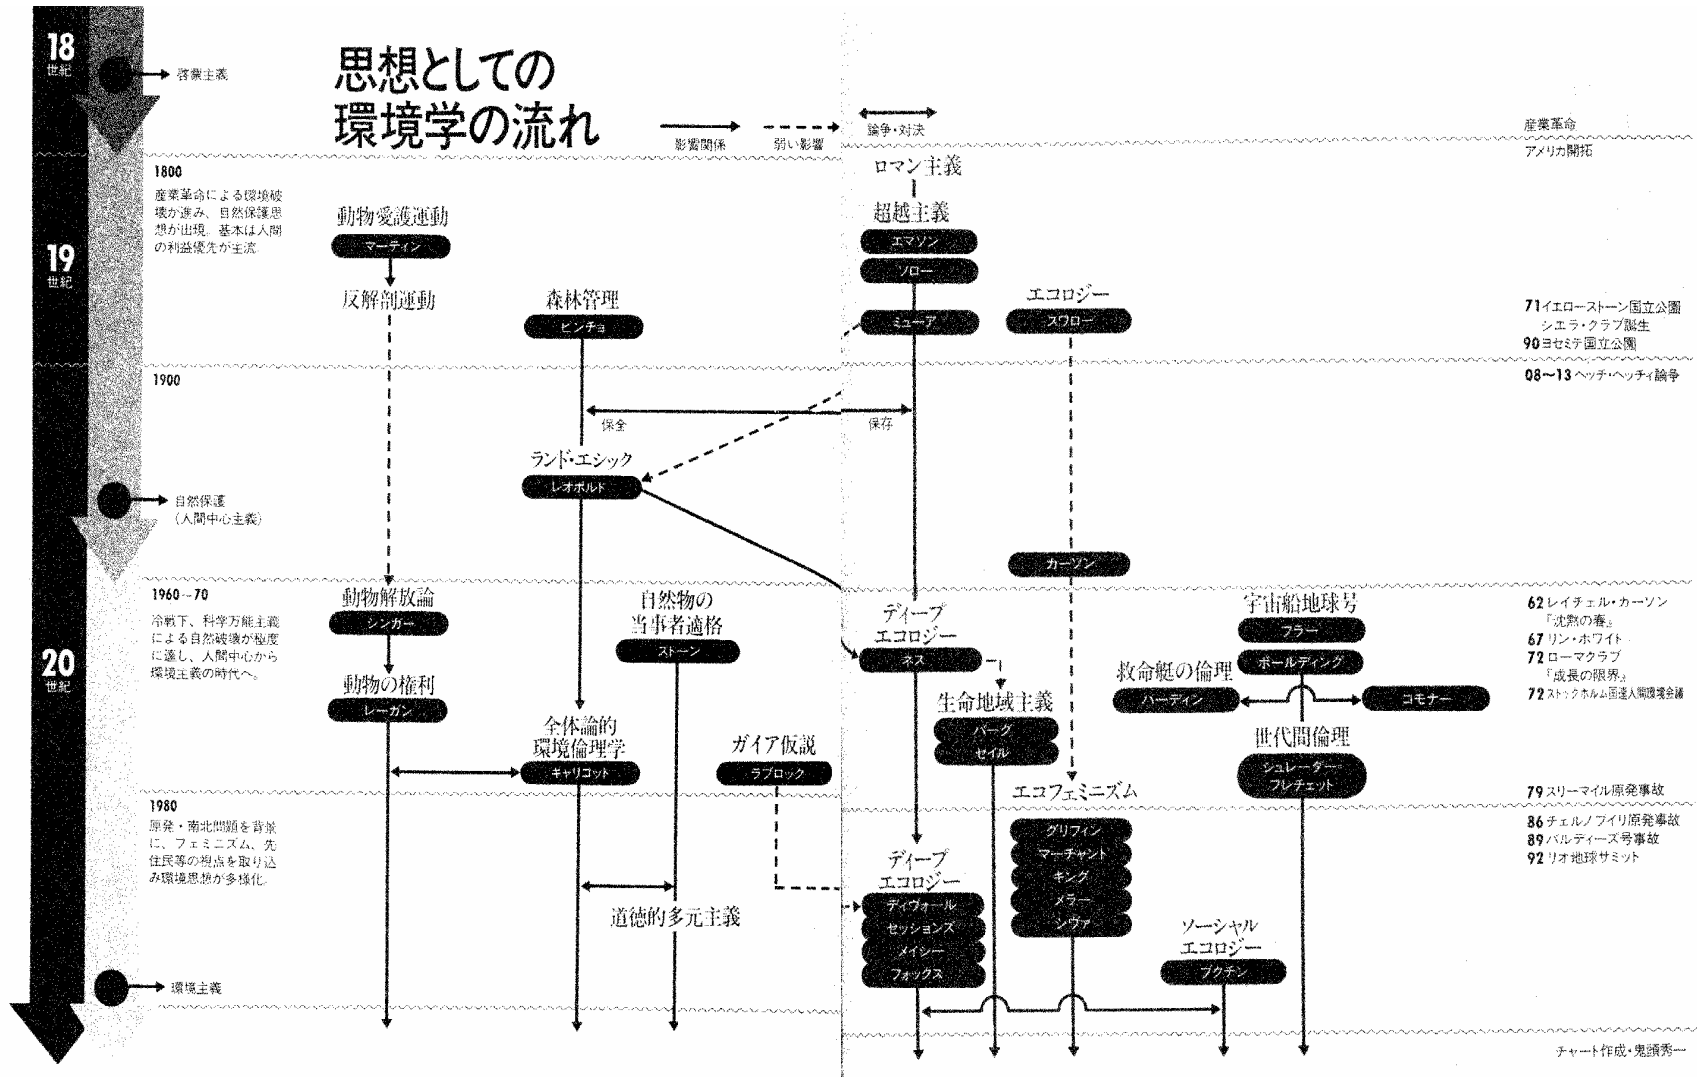 18
世紀
啓蒙主義
思想としての
環境学の流れ
影響関係
弱い影響
論争・対決
産業革命
アメリカ開拓
19
世紀
1800
産業革命による環境破
壊が進み、自然保護思
想が出現。基本は人間
の利益優先が主流。
動物愛護運動
マーティン
反解剖運動
森林管理
ピンチョ
ロマン主義
超越主義
エマソン
ソロー
ミューア
エコロジー
スワロー
71イエローストーン国立公園
シエラ・クラブ誕生
90ヨセミテ国立公園
1900
08〜13ヘッチ・ヘッチィ論争
保全
保存
ランド・エシック
レオポルド
自然保護
(人間中心主義)
カーソン
20
世紀
1960〜70
冷戦下、科学万能主義
による自然破壊が極度
に達し、人間中心から
環境主義の時代へ。
動物解放論
シンガー
動物の権利
レーガン
自然物の
当事者適格
ストーン
全体論的
環境倫理学
キャリコット
ガイア仮説
ラブロック
ディープ
エコロジー
ネス
生命地域主義
バーグ
セイル
宇宙船地球号
フラー
ボールディング
救命艇の倫理
ハーディン
コモナー
世代間倫理
シュレーダー-
フレチェット
エコフェミニズム
62レイチェル・カーソン
『沈黙の春』
67リン・ホワイト
72ローマクラブ
『成長の限界』
72ストックホルム国連人間環境会議
79スリーマイル原発事故
1980
原発・南北問題を背景
に、フェミニズム、先
住民等の視点を取り込
み環境思想が多様化。
道徳的多元主義
ディープ
エコロジー
ディヴォール
セッションズ
メイシー
フォックス
グリフィン
マーチャント
キング
メラー
シヴァ
ソーシャル
エコロジー
ブクチン
86チェルノブイリ原発事故
89バルディーズ号事故
92リオ地球サミット
環境主義
チャート作成・鬼頭秀一